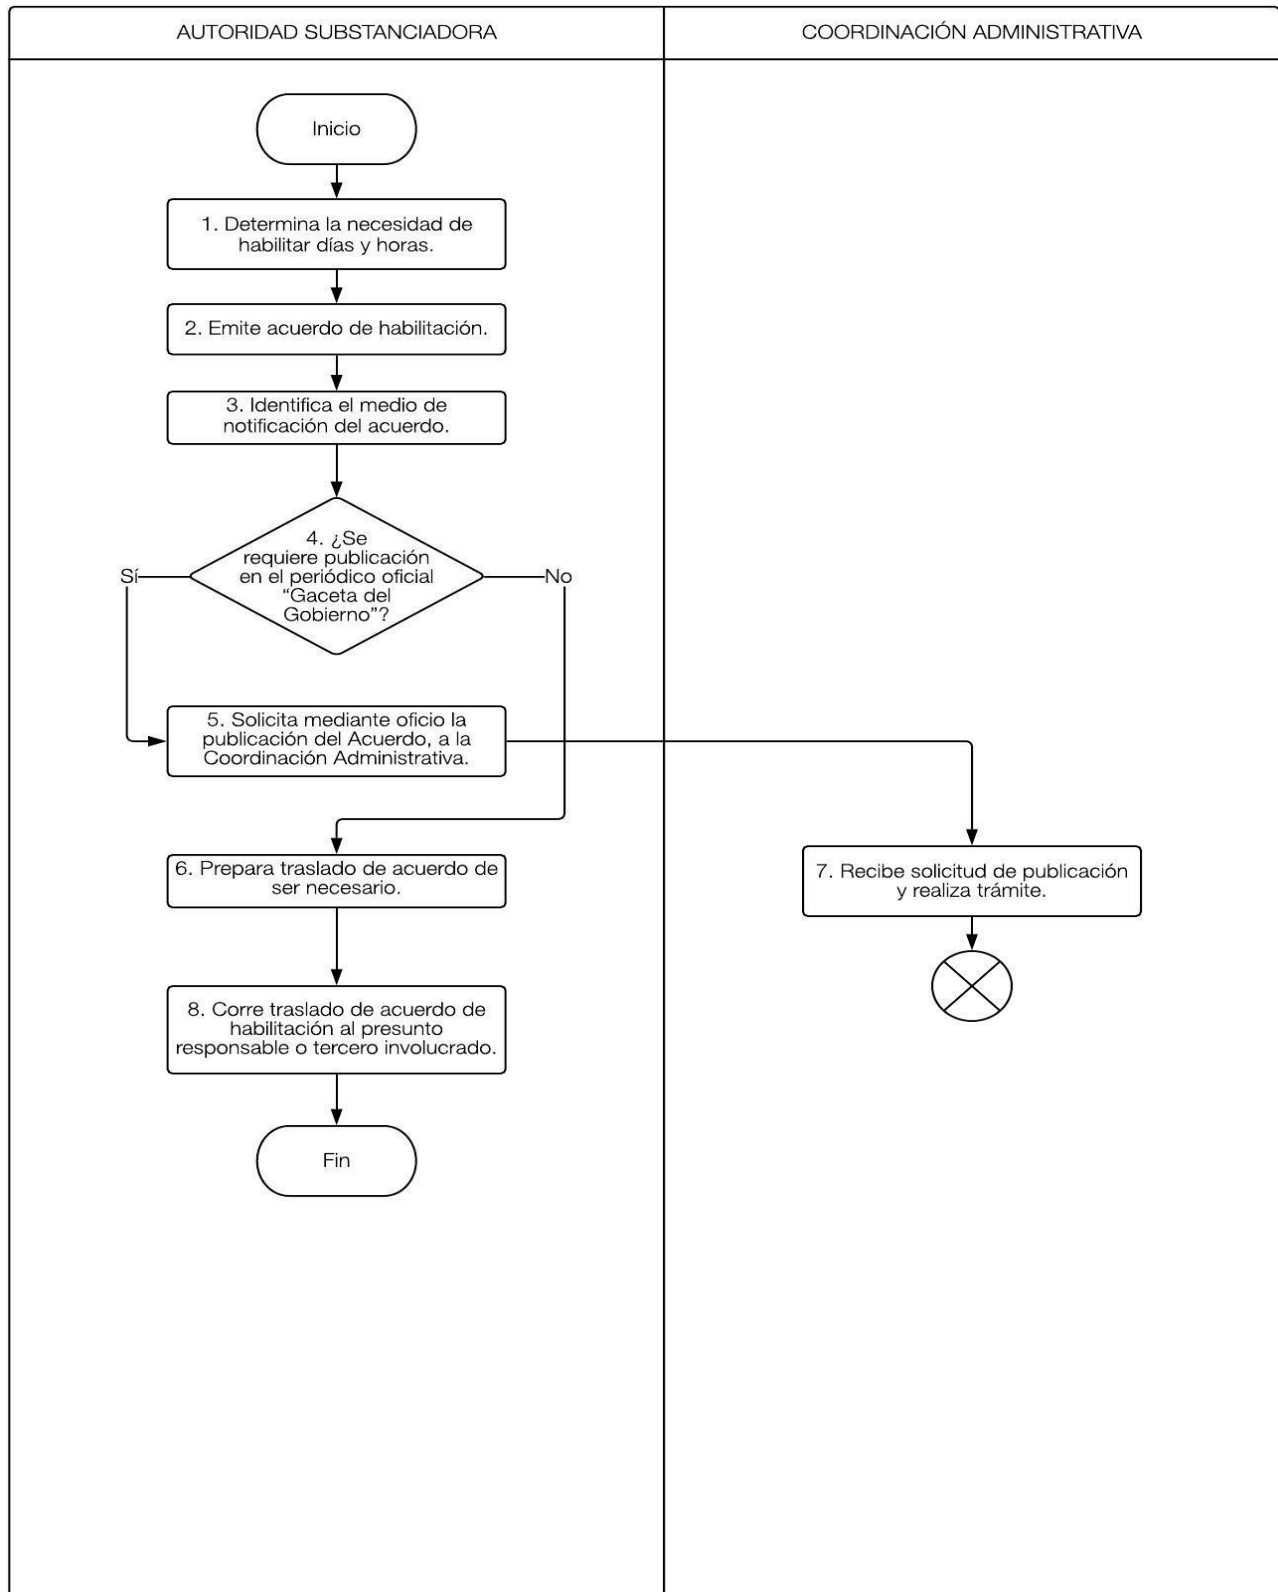 AUTORIDAD SUBSTANCIADORA
COORDINACIÓN ADMINISTRATIVA
Inicio
1. Determina la necesidad de
habilitar días y horas.
2. Emite acuerdo de habilitación.
3. Identifica el medio de
notificación del acuerdo.
4. ¿Se
requiere publicación
en el periódico oficial
“Gaceta del
Gobierno”?
Sí
No
5. Solicita mediante oficio la
publicación del Acuerdo, a la
Coordinación Administrativa.
6. Prepara traslado de acuerdo de
ser necesario.
7. Recibe solicitud de publicación
y realiza trámite.
8. Corre traslado de acuerdo de
habilitación al presunto
responsable o tercero involucrado.
Fin